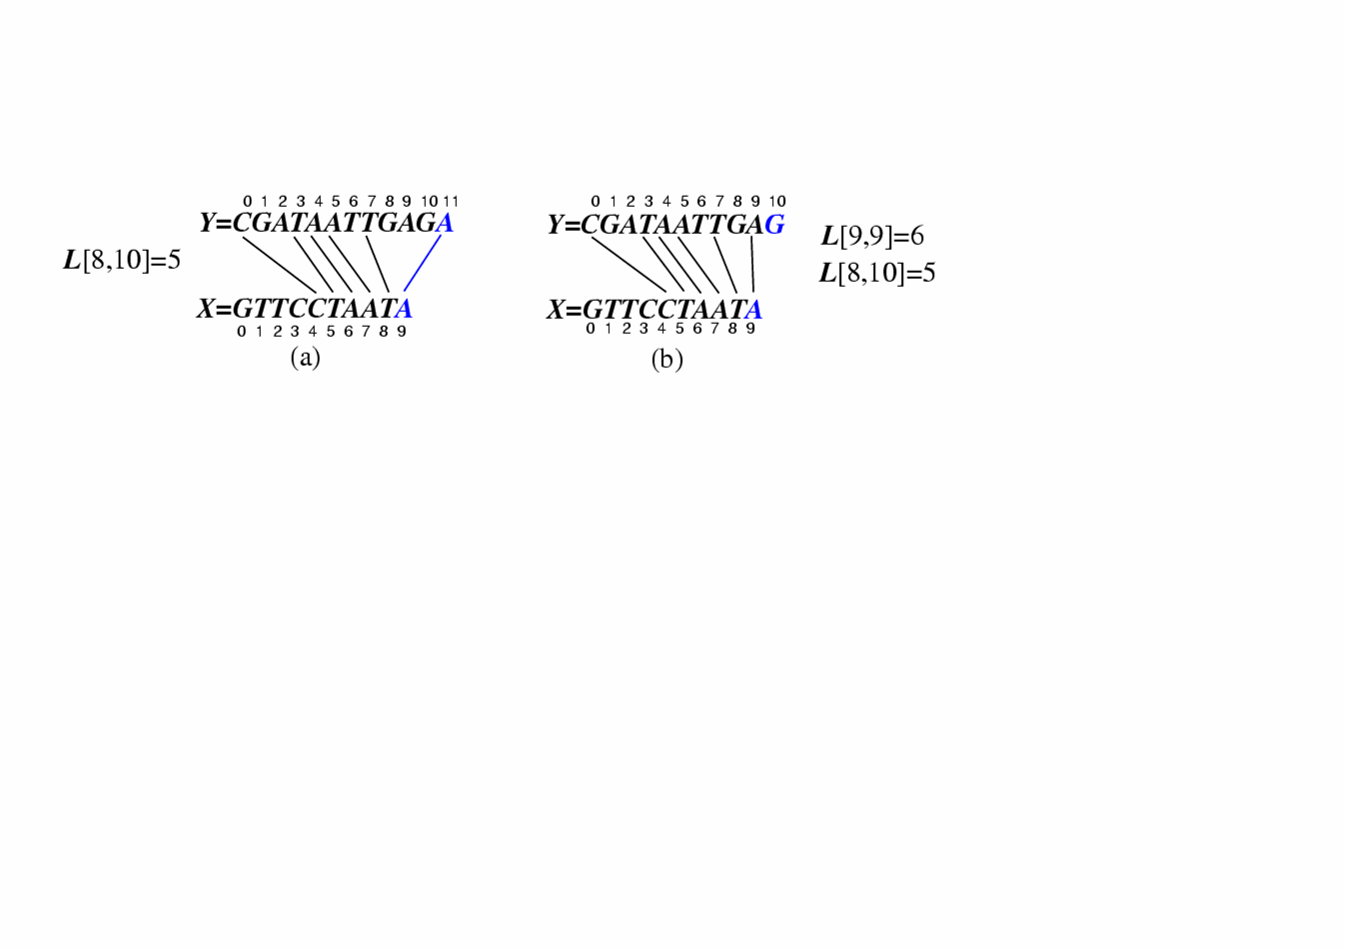 0 1 2 3 4 5 6 7 8 9 10 11
Y=CGATAATTGAGA
L[8,10]=5
X=GTTCCTAATA
0 1 2 3 4 5 6 7 8 9
(a)
0 1 2 3 4 5 6 7 8 9 10
Y=CGATAATTGAG
L[9,9]=6
L[8,10]=5
X=GTTCCTAATA
0 1 2 3 4 5 6 7 8 9
(b)